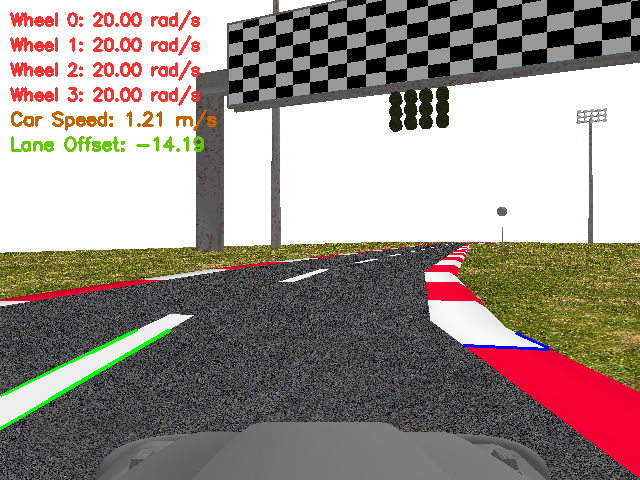 Wheel 0: 20.00 rad/s
Wheel 1: 20.00 rad/s
Wheel 2: 20.00 rad/s
Wheel 3: 20.00 rad/s
Car Speed: 1.21 m/s
Lane Offset: -14.19